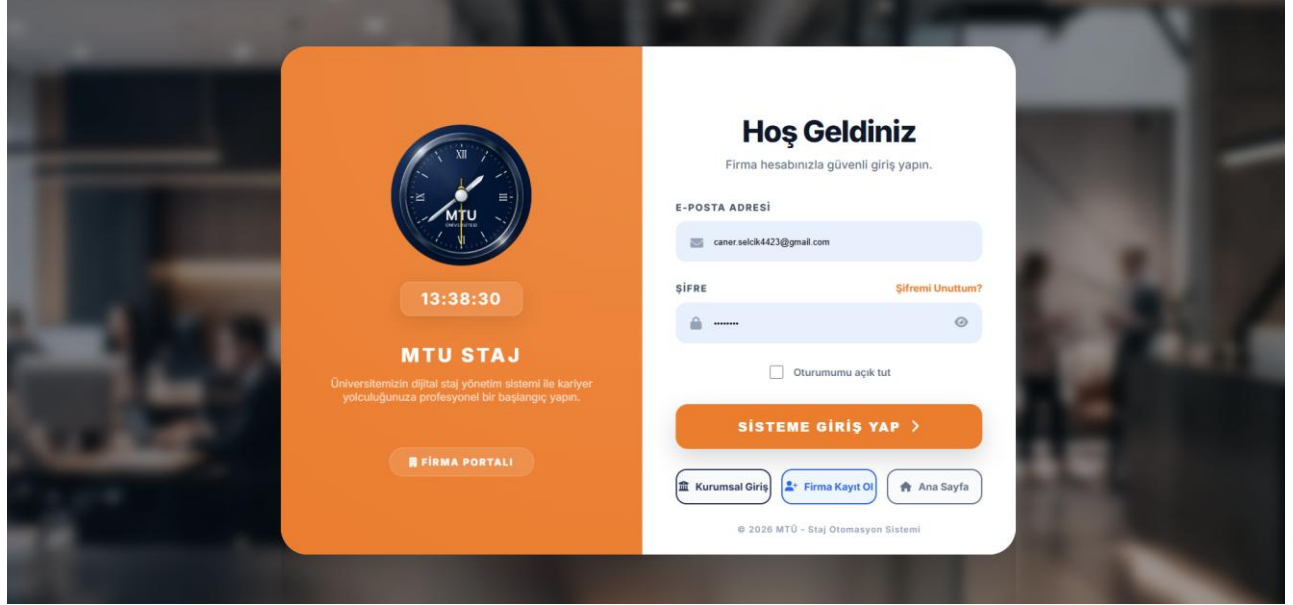 XII
III
IX
MTU
ÜNİVERSİTESİ
VI
13:38:30
MTU STAJ
Üniversitemizin dijital staj yönetim sistemi ile kariyer
yolculuğunuza profesyonel bir başlangıç yapın.
FİRMA PORTALI
Hoş Geldiniz
Firma hesabınızla güvenli giriş yapın.
E-POSTA ADRESİ
caner.selcik4423@gmail.com
ŞİFRE Şifremi Unuttum?
••••••••
Oturumumu açık tut
SİSTEME GİRİŞ YAP
Kurumsal Giriş Firma Kayıt Ol Ana Sayfa
© 2026 MTÜ - Staj Otomasyon Sistemi